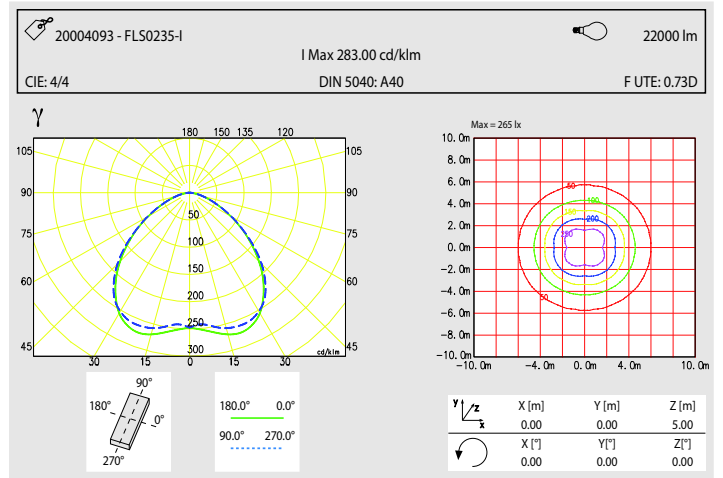 20004093 - FLS0235-I
22000 lm
I Max 283.00 cd/klm
CIE: 4/4
DIN 5040: A40
F UTE: 0.73D
γ
180 150 135 120
105 105
90 90
75 75
60 60
45 45
50
100
150
200
250
300
cd/klm
30 15 0 15 30
Max = 265 lx
10. 0m
8. 0m
6. 0m
4. 0m
2. 0m
0. 0m
-2. 0m
-4. 0m
-6. 0m
-8. 0m
-10. 0m
-10. 0m -4. 0m 0. 0m 4. 0m 10. 0m
50
100
200
250
50
90°
180°
0°
270°
180.0° 0.0°
90.0° 270.0°
y z x
X [m] Y [m] Z [m]
0.00 0.00 5.00
X [°] Y[°] Z[°]
0.00 0.00 0.00